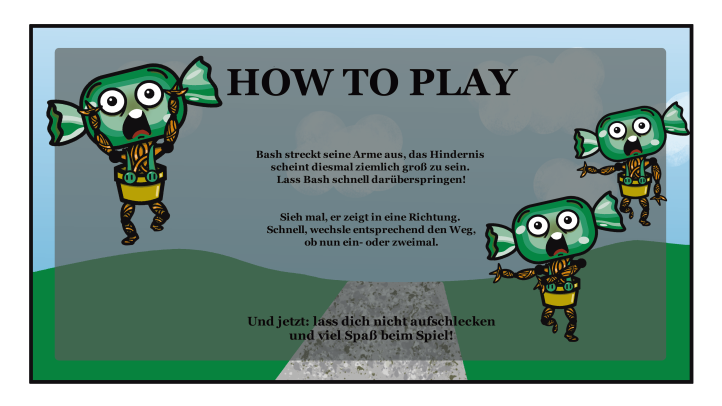 HOW TO PLAY
Bash streckt seine Arme aus, das Hindernis
scheint diesmal ziemlich groß zu sein.
Lass Bash schnell darüberspringen!
Sieh mal, er zeigt in eine Richtung.
Schnell, wechsle entsprechend den Weg,
ob nun ein- oder zweimal.
Und jetzt: lass dich nicht aufschlecken
und viel Spaß beim Spiel!